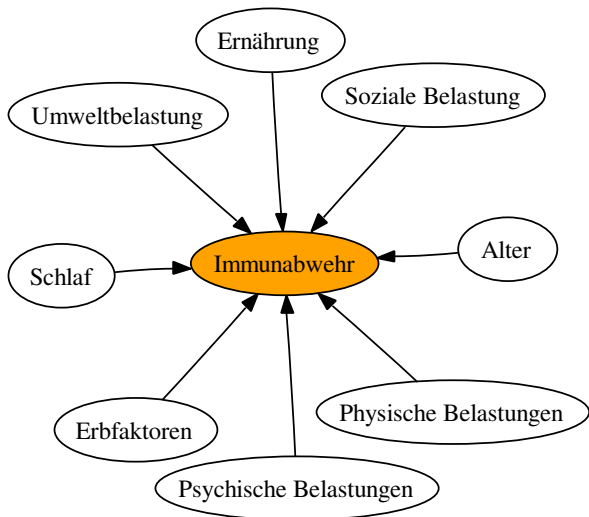 Ernährung
Soziale Belastung
Umweltbelastung
Alter
Immunabwehr
Schlaf
Physische Belastungen
Erbfaktoren
Psychische Belastungen